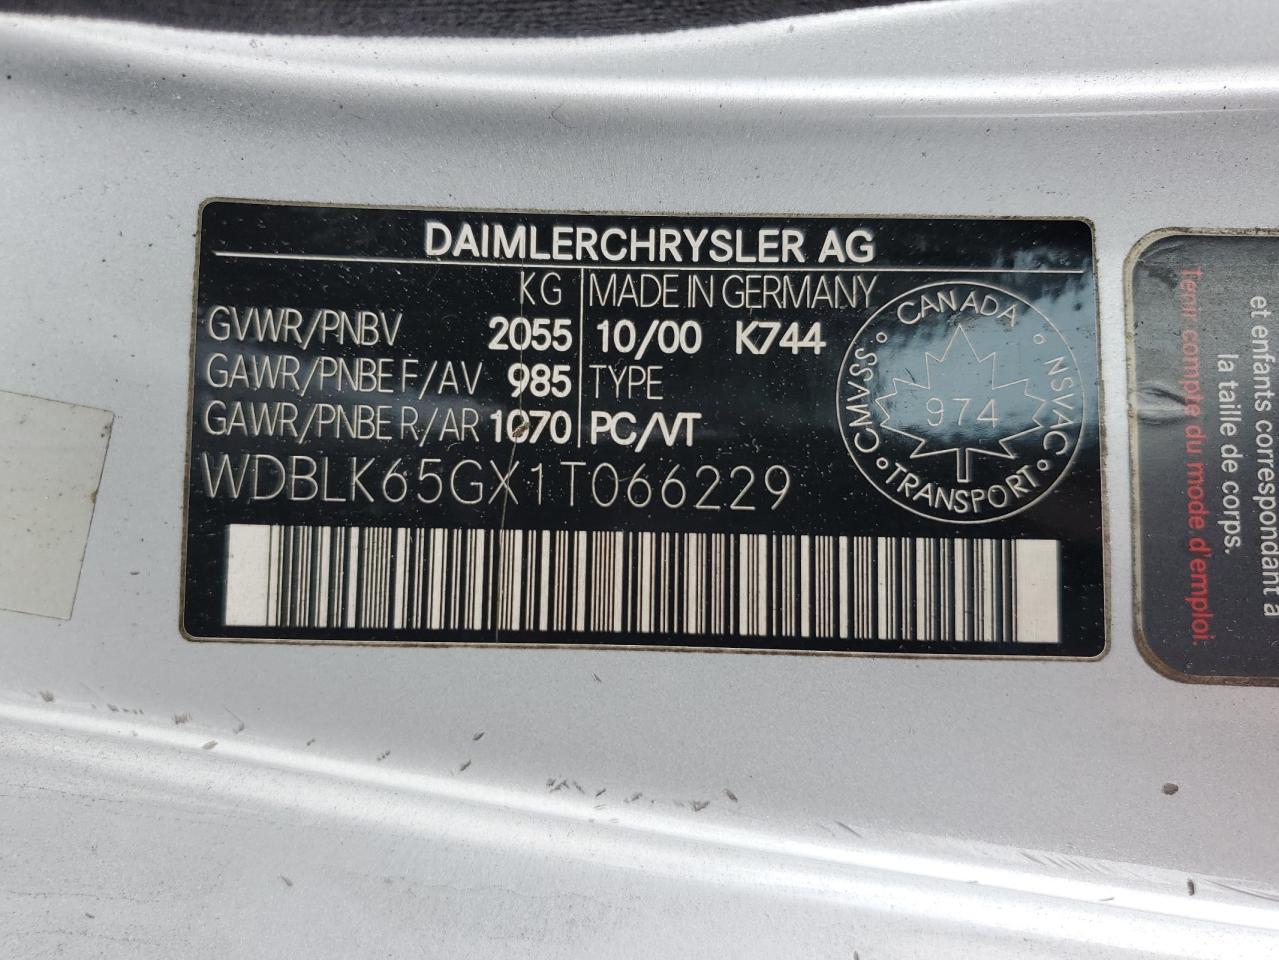 DAIMLERCHRYSLER AG
KG MADE IN GERMANY
GVWR/PNBV 2055 10/00 K744
GAWR/PNBE F/AV 985 TYPE
GAWR/PNBE R/AR 1070 PC/VT
WDBLK65GX1T066229
CANADA
CMVSS NSVAC
974
TRANSPORT
et enfants correspondant à
la taille de corps.
Tenir compte du mode d'emploi.